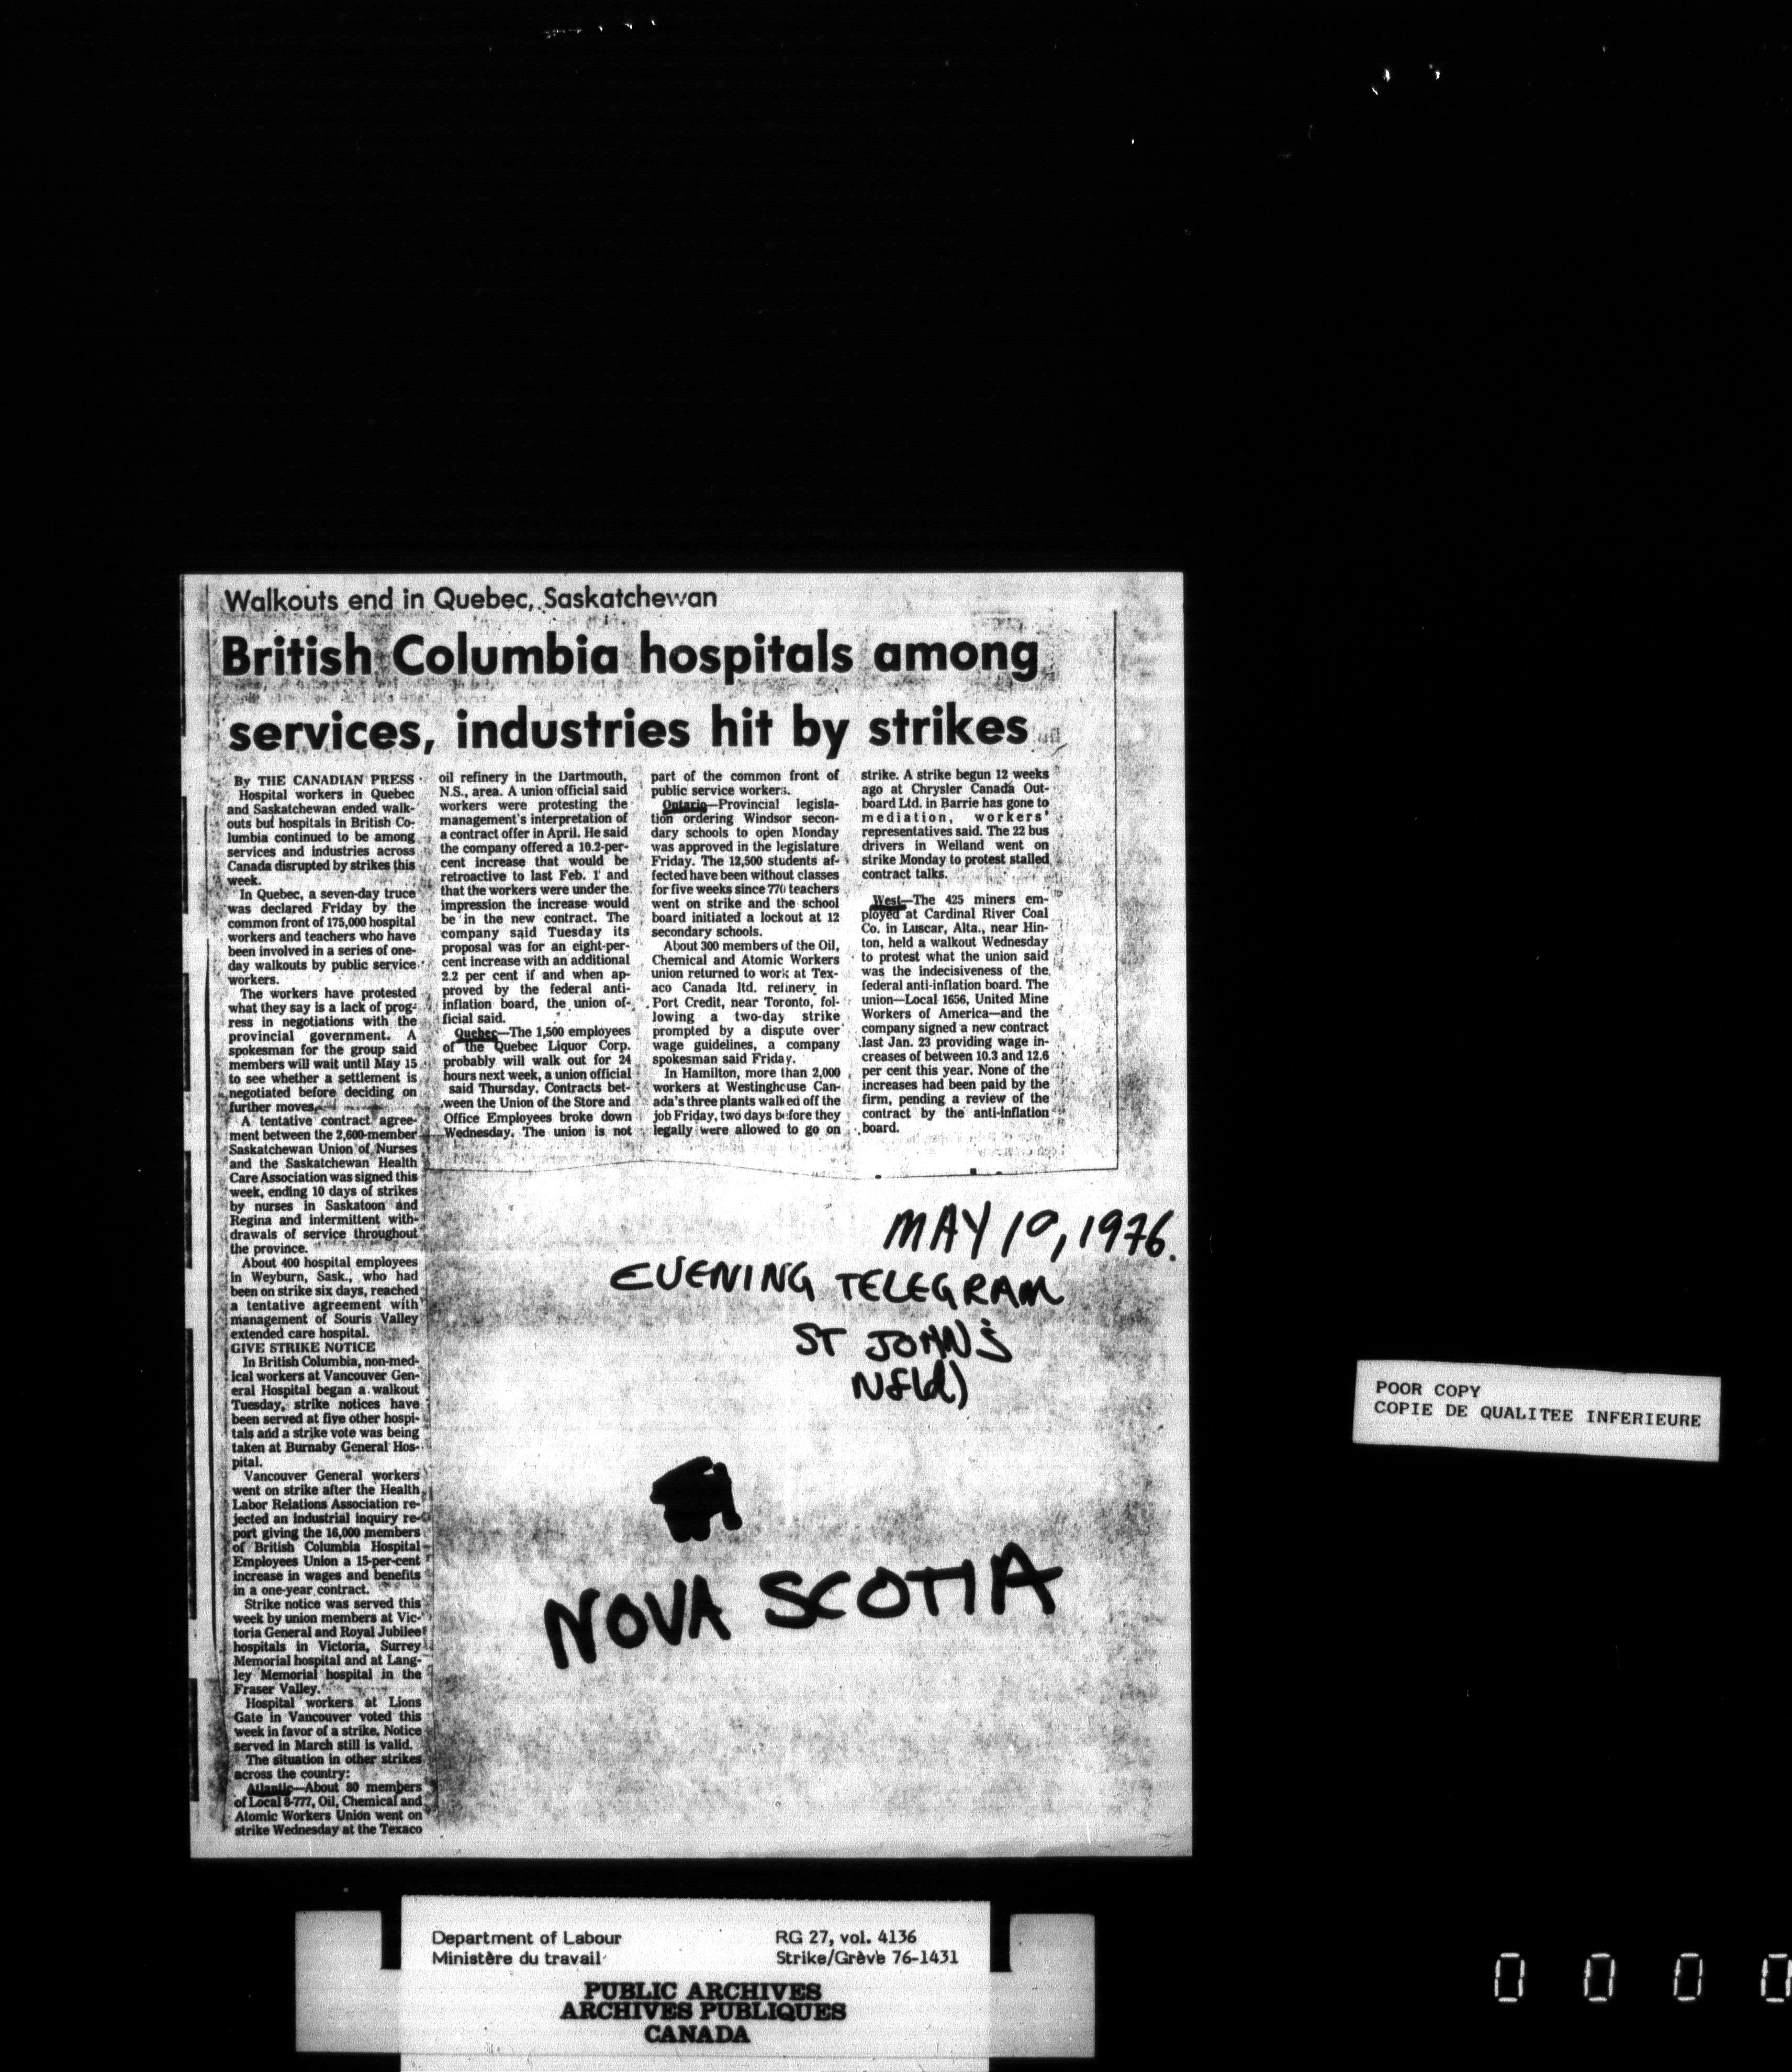 Walkouts end in Quebec, Saskatchewan
British Columbia hospitals among
services, industries hit by strikes
By THE CANADIAN PRESS
Hospital workers in Quebec
and Saskatchewan ended walk-
outs but hospitals in British Co-
lumbia continued to be among
services and industries across
Canada disrupted by strikes this
week.
In Quebec, a seven-day truce
was declared Friday by the
common front of 175,000 hospital
workers and teachers who have
been involved in a series of one-
day walkouts by public service
workers.
The workers have protested
what they say is a lack of prog-
ress in negotiations with the
provincial government. A
spokesman for the group said
members will wait until May 15
to see whether a settlement is
negotiated before deciding on
further moves.
A tentative contract agree-
ment between the 2,600-member
Saskatchewan Union of Nurses
and the Saskatchewan Health
Care Association was signed this
week, ending 10 days of strikes
by nurses in Saskatoon and
Regina and intermittent with-
drawals of service throughout
the province.
About 400 hospital employees
in Weyburn, Sask., who had
been on strike six days, reached
a tentative agreement with
management of Souris Valley
extended care hospital.
GIVE STRIKE NOTICE
In British Columbia, non-med-
ical workers at Vancouver Gen-
eral Hospital began a walkout
Tuesday, strike notices have
been served at five other hospi-
tals and a strike vote was being
taken at Burnaby General Hos-
pital.
Vancouver General workers
went on strike after the Health
Labor Relations Association re-
jected an industrial inquiry re-
port giving the 16,000 members
of British Columbia Hospital
Employees Union a 15-per-cent
increase in wages and benefits
in a one-year contract.
Strike notice was served this
week by union members at Vic-
toria General and Royal Jubilee
hospitals in Victoria, Surrey
Memorial hospital and at Lang-
ley Memorial hospital in the
Fraser Valley.
Hospital workers at Lions
Gate in Vancouver voted this
week in favor of a strike. Notice
served in March still is valid.
The situation in other strikes
across the country:
Atlantic—About 80 members
of Local 8-777, Oil, Chemical and
Atomic Workers Union went on
strike Wednesday at the Texaco
oil refinery in the Dartmouth,
N.S., area. A union official said
workers were protesting the
management's interpretation of
a contract offer in April. He said
the company offered a 10.2-per-
cent increase that would be
retroactive to last Feb. 1 and
that the workers were under the
impression the increase would
be in the new contract. The
company said Tuesday its
proposal was for an eight-per-
cent increase with an additional
2.2 per cent if and when ap-
proved by the federal anti-
inflation board, the union of-
ficial said.
Quebec—The 1,500 employees
of the Quebec Liquor Corp.
probably will walk out for 24
hours next week, a union official
said Thursday. Contracts bet-
ween the Union of the Store and
Office Employees broke down
Wednesday. The union is not
part of the common front of
public service workers.
Ontario—Provincial legisla-
tion ordering Windsor secon-
dary schools to open Monday
was approved in the legislature
Friday. The 12,500 students af-
fected have been without classes
for five weeks since 770 teachers
went on strike and the school
board initiated a lockout at 12
secondary schools.
About 300 members of the Oil,
Chemical and Atomic Workers
union returned to work at Tex-
aco Canada ltd. refinery in
Port Credit, near Toronto, fol-
lowing a two-day strike
prompted by a dispute over
wage guidelines, a company
spokesman said Friday.
In Hamilton, more than 2,000
workers at Westinghouse Can-
ada's three plants walked off the
job Friday, two days before they
legally were allowed to go on
strike. A strike begun 12 weeks
ago at Chrysler Canada Out-
board Ltd. in Barrie has gone to
mediation, workers'
representatives said. The 22 bus
drivers in Welland went on
strike Monday to protest stalled
contract talks.
West—The 425 miners em-
ployed at Cardinal River Coal
Co. in Luscar, Alta., near Hin-
ton, held a walkout Wednesday
to protest what the union said
was the indecisiveness of the
federal anti-inflation board. The
union—Local 1656, United Mine
Workers of America—and the
company signed a new contract
last Jan. 23 providing wage in-
creases of between 10.3 and 12.6
per cent this year. None of the
increases had been paid by the
firm, pending a review of the
contract by the anti-inflation
board.
MAY 10, 1976.
EVENING TELEGRAM
ST JOHN'S
Nfld)
NOVA SCOTIA
POOR COPY
COPIE DE QUALITEE INFERIEURE
Department of Labour
Ministère du travail
RG 27, vol. 4136
Strike/Grève 76-1431
PUBLIC ARCHIVES
ARCHIVES PUBLIQUES
CANADA
0 0 0 0